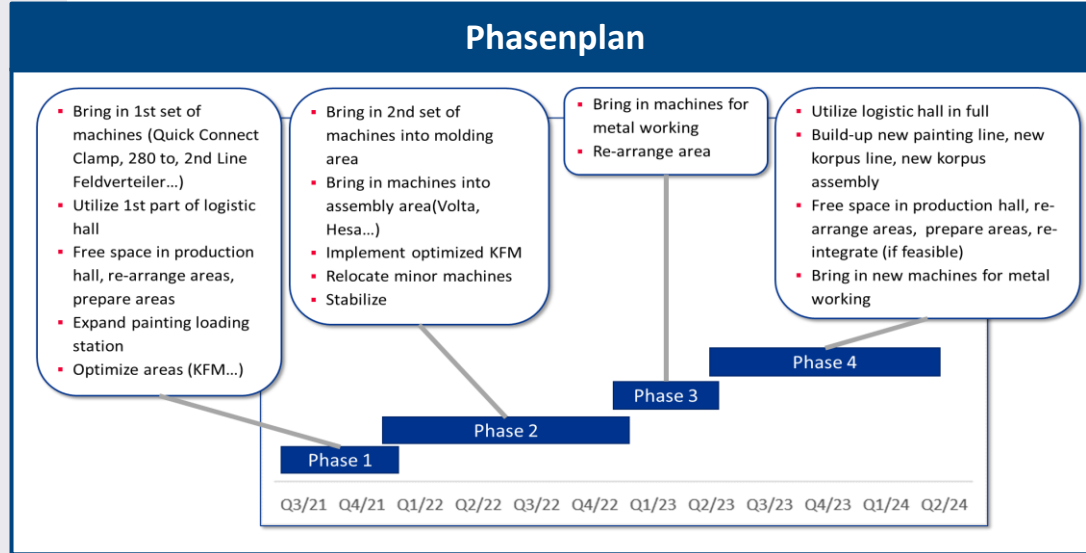 Phasenplan
▪ Bring in 1st set of
machines (Quick Connect
Clamp, 280 to, 2nd Line
Feldverteiler...)
▪ Utilize 1st part of logistic
hall
▪ Free space in production
hall, re-arrange areas,
prepare areas
▪ Expand painting loading
station
▪ Optimize areas (KFM...)
▪ Bring in 2nd set of
machines into molding
area
▪ Bring in machines into
assembly area(Volta,
Hesa...)
▪ Implement optimized KFM
▪ Relocate minor machines
▪ Stabilize
▪ Bring in machines for
metal working
▪ Re-arrange area
▪ Utilize logistic hall in full
▪ Build-up new painting line, new
korpus line, new korpus
assembly
▪ Free space in production hall, re-
arrange areas, prepare areas, re-
integrate (if feasible)
▪ Bring in new machines for metal
working
Phase 4
Phase 3
Phase 2
Phase 1
Q3/21 Q4/21 Q1/22 Q2/22 Q3/22 Q4/22 Q1/23 Q2/23 Q3/23 Q4/23 Q1/24 Q2/24